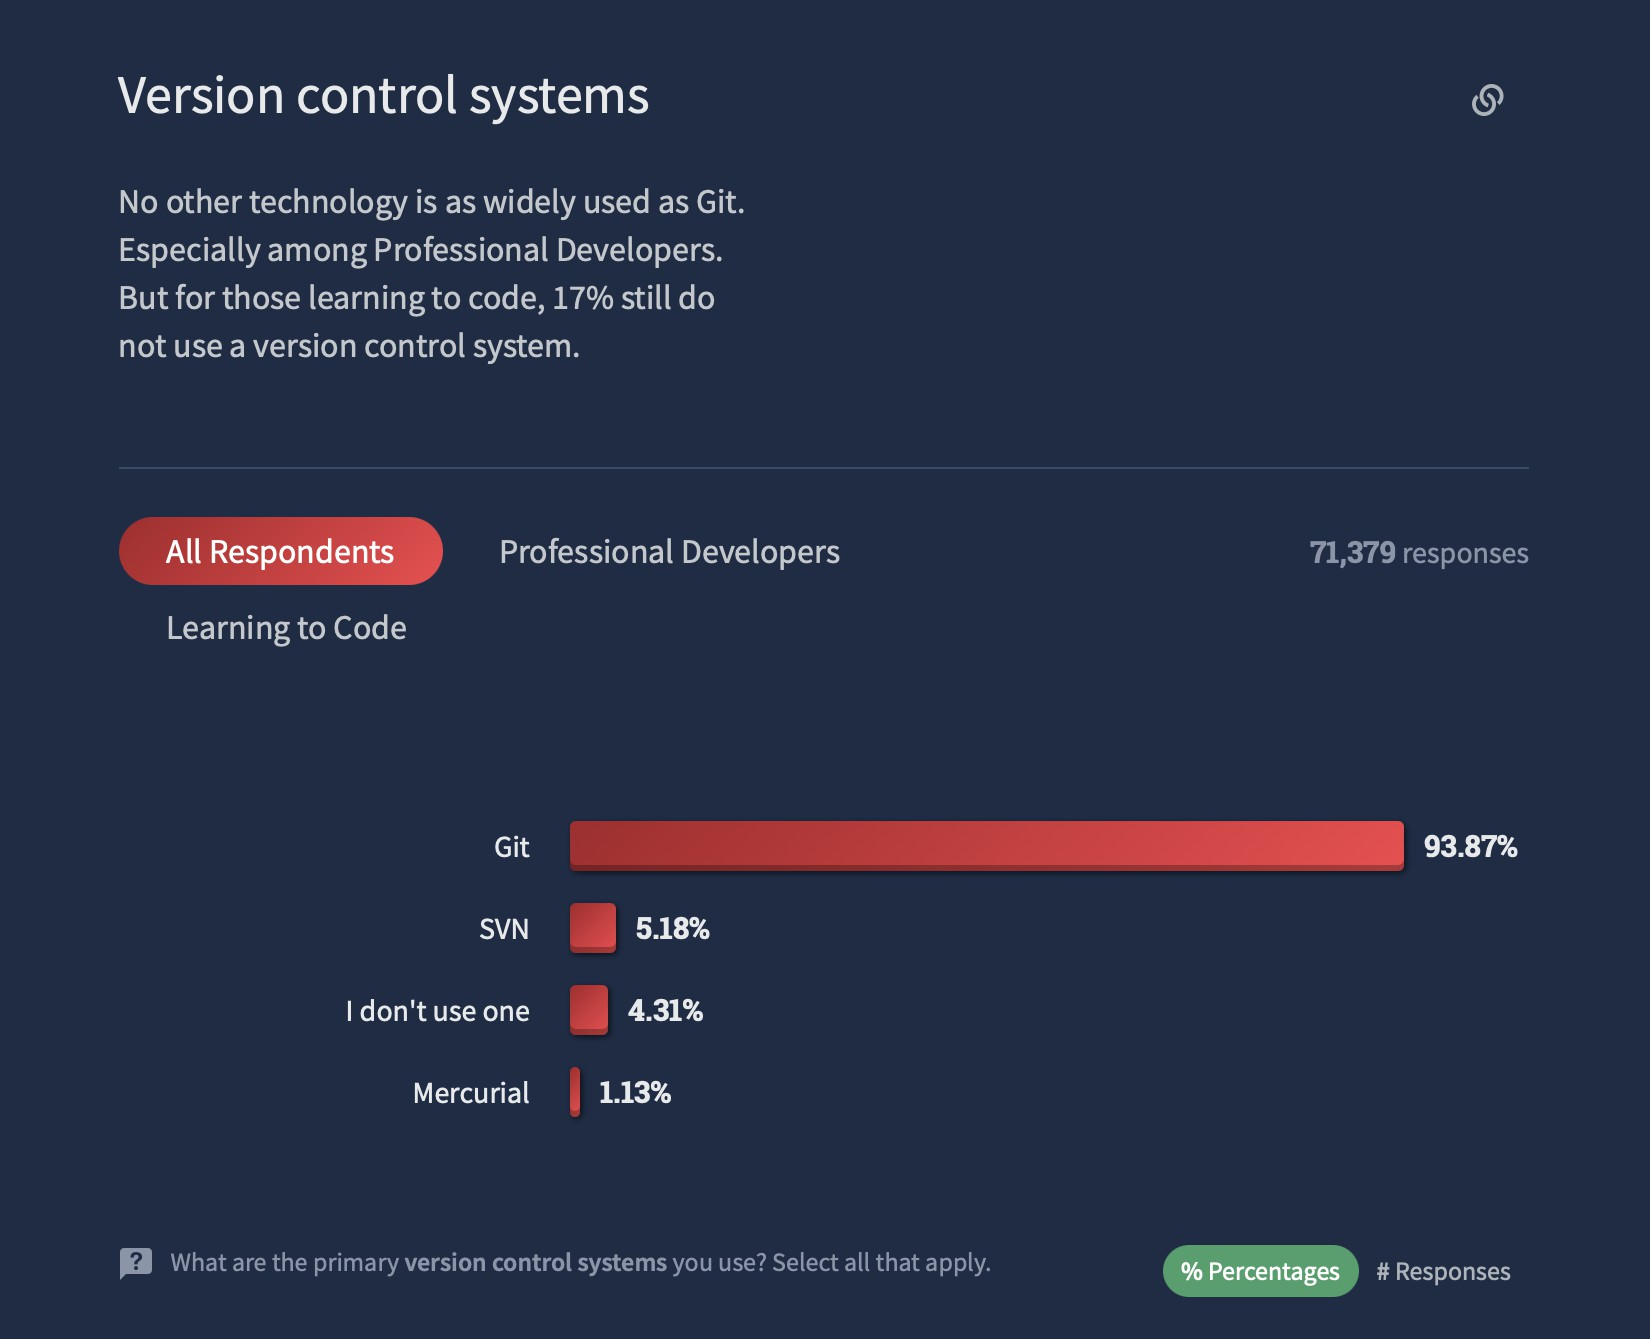 Version control systems
No other technology is as widely used as Git.
Especially among Professional Developers.
But for those learning to code, 17% still do
not use a version control system.
All Respondents
Professional Developers
71,379 responses
Learning to Code
Git 93.87%
SVN 5.18%
I don't use one 4.31%
Mercurial 1.13%
? What are the primary version control systems you use? Select all that apply.
% Percentages
# Responses